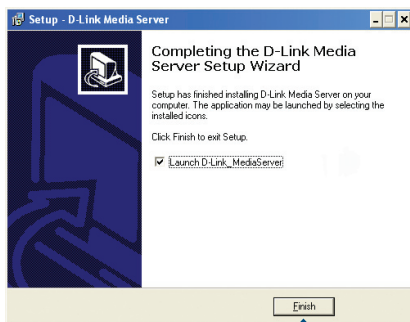 Setup - D-Link Media Server
Completing the D-Link Media
Server Setup Wizard
Setup has finished installing D-Link Media Server on your
computer. The application may be launched by selecting the
installed icons.
Click Finish to exit Setup.
Launch D-Link_MediaServer
Finish